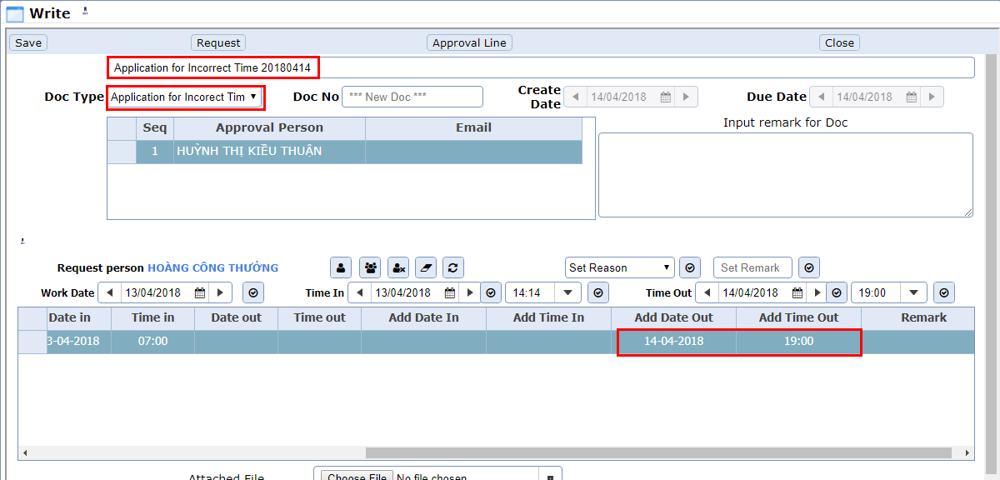 Write
Save Request Approval Line Close
Application for Incorrect Time 20180414
Doc Type Application for Incorect Tim Doc No *** New Doc *** Create Date 14/04/2018 Due Date 14/04/2018
Input remark for Doc
Seq Approval Person Email
1 HUỲNH THỊ KIỀU THUẬN
Request person HOÀNG CÔNG THƯỞNG Set Reason Set Remark
Work Date 13/04/2018 Time In 13/04/2018 14:14 Time Out 14/04/2018 19:00
Date in Time in Date out Time out Add Date In Add Time In Add Date Out Add Time Out Remark
3-04-2018 07:00 14-04-2018 19:00
Attached File Choose File No file chosen